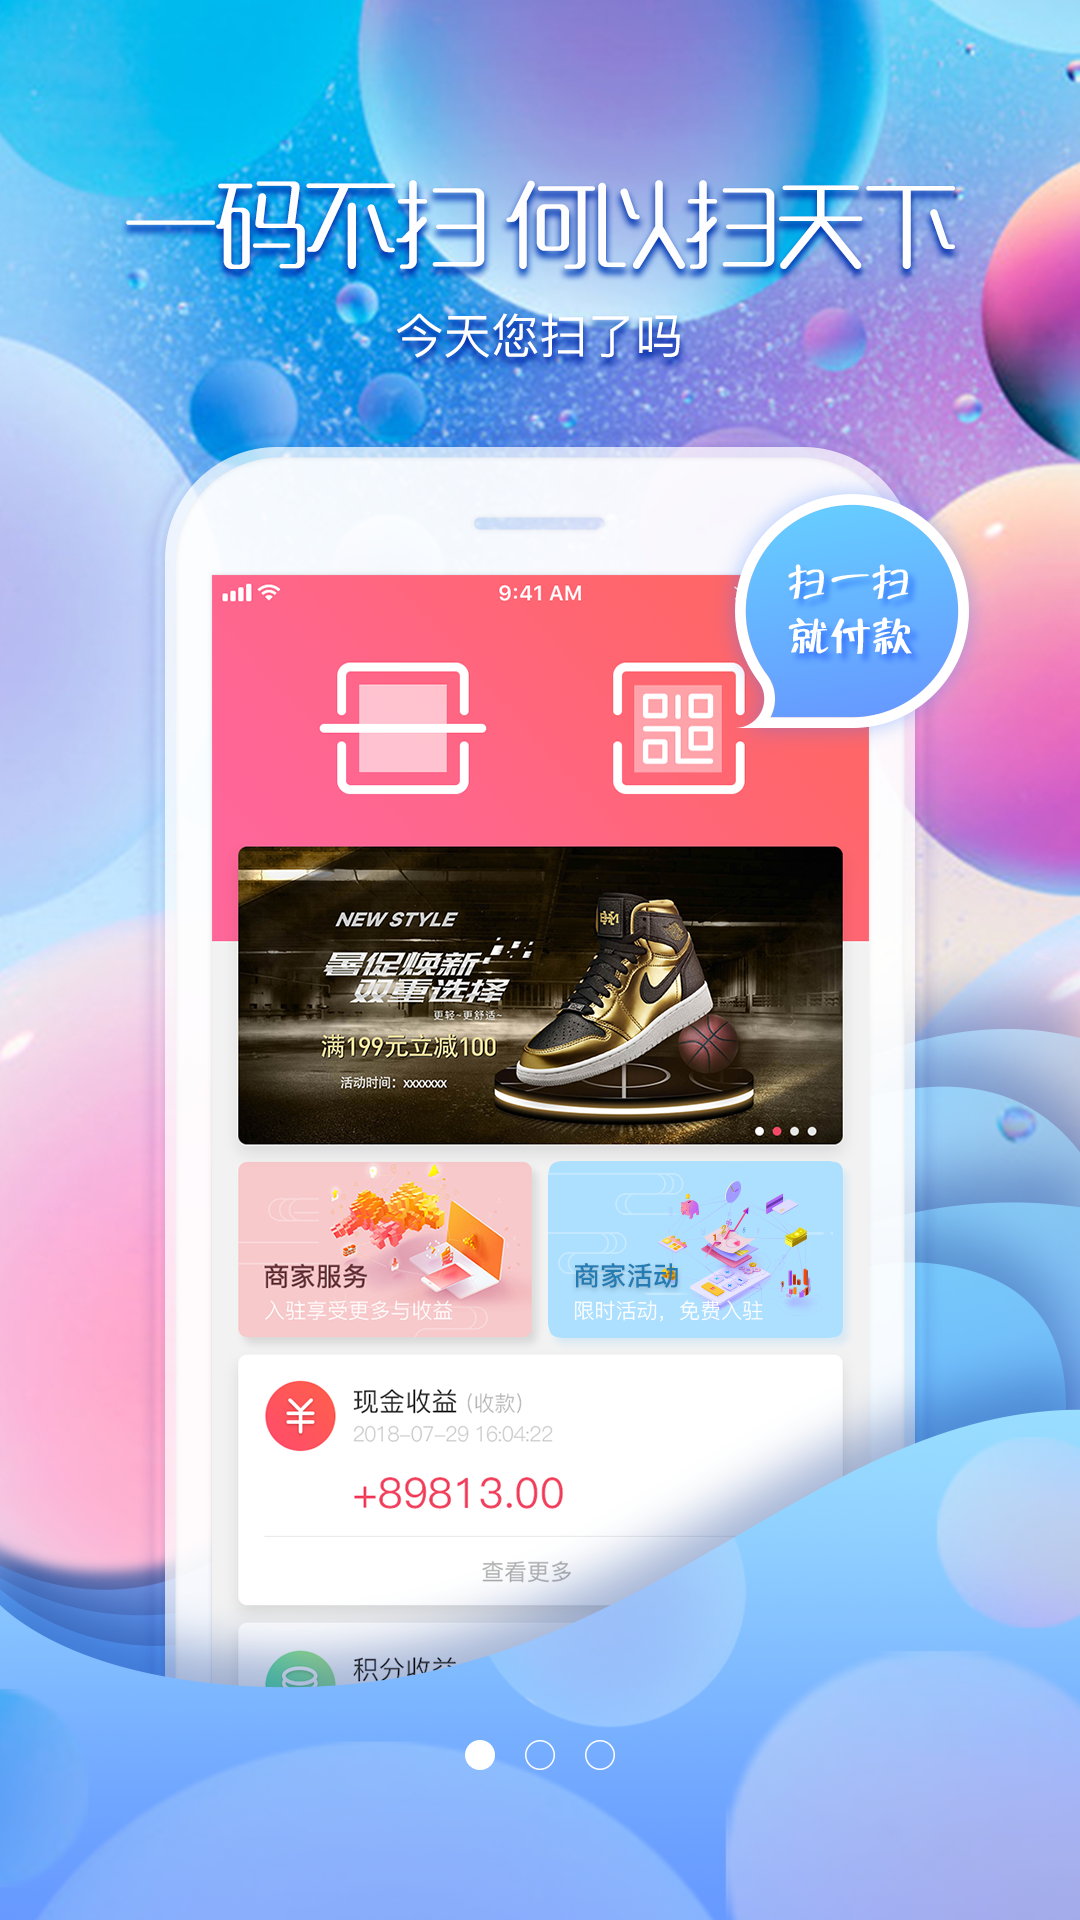 一码不扫 何以扫天下
今天您扫了吗
9:41 AM
扫一扫
就付款
NEW STYLE
暑促焕新
双重选择
更轻~更舒适~
满199元立减100
活动时间：xxxxxxx
商家服务
入驻享受更多与收益
商家活动
限时活动，免费入驻
现金收益 (收款)
2018-07-29 16:04:22
+89813.00
查看更多
积分收益